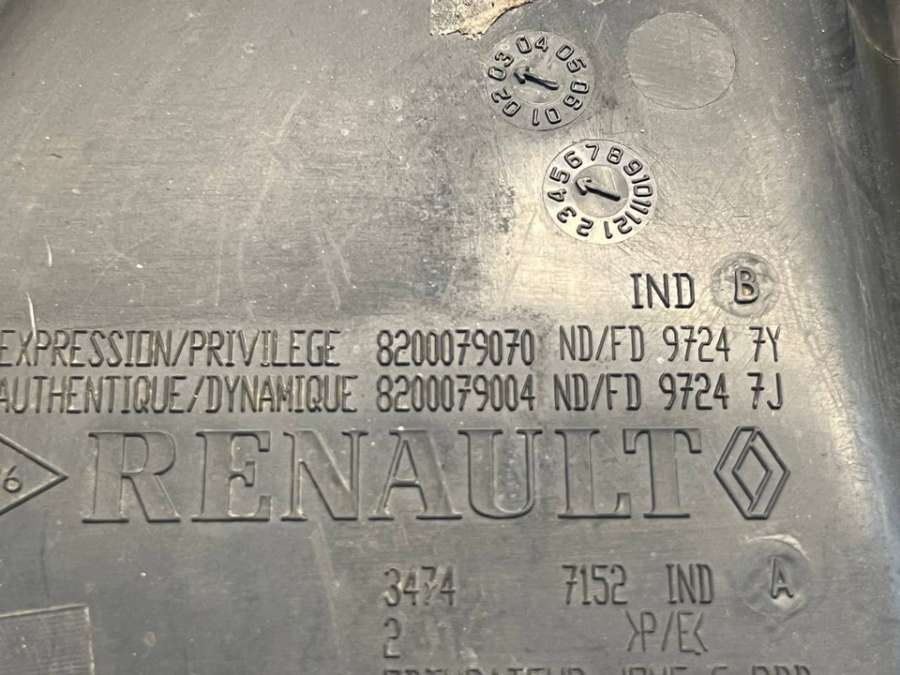 01 02 03 04 05 06
1 2 3 4 5 6 7 8 9 10 11 12
IND B
EXPRESSION/PRIVILEGE 8200079070 ND/FD 9724 7Y
AUTHENTIQUE/DYNAMIQUE 8200079004 ND/FD 9724 7J
6 RENAULT
3474 7152 IND A
2 >P/E<